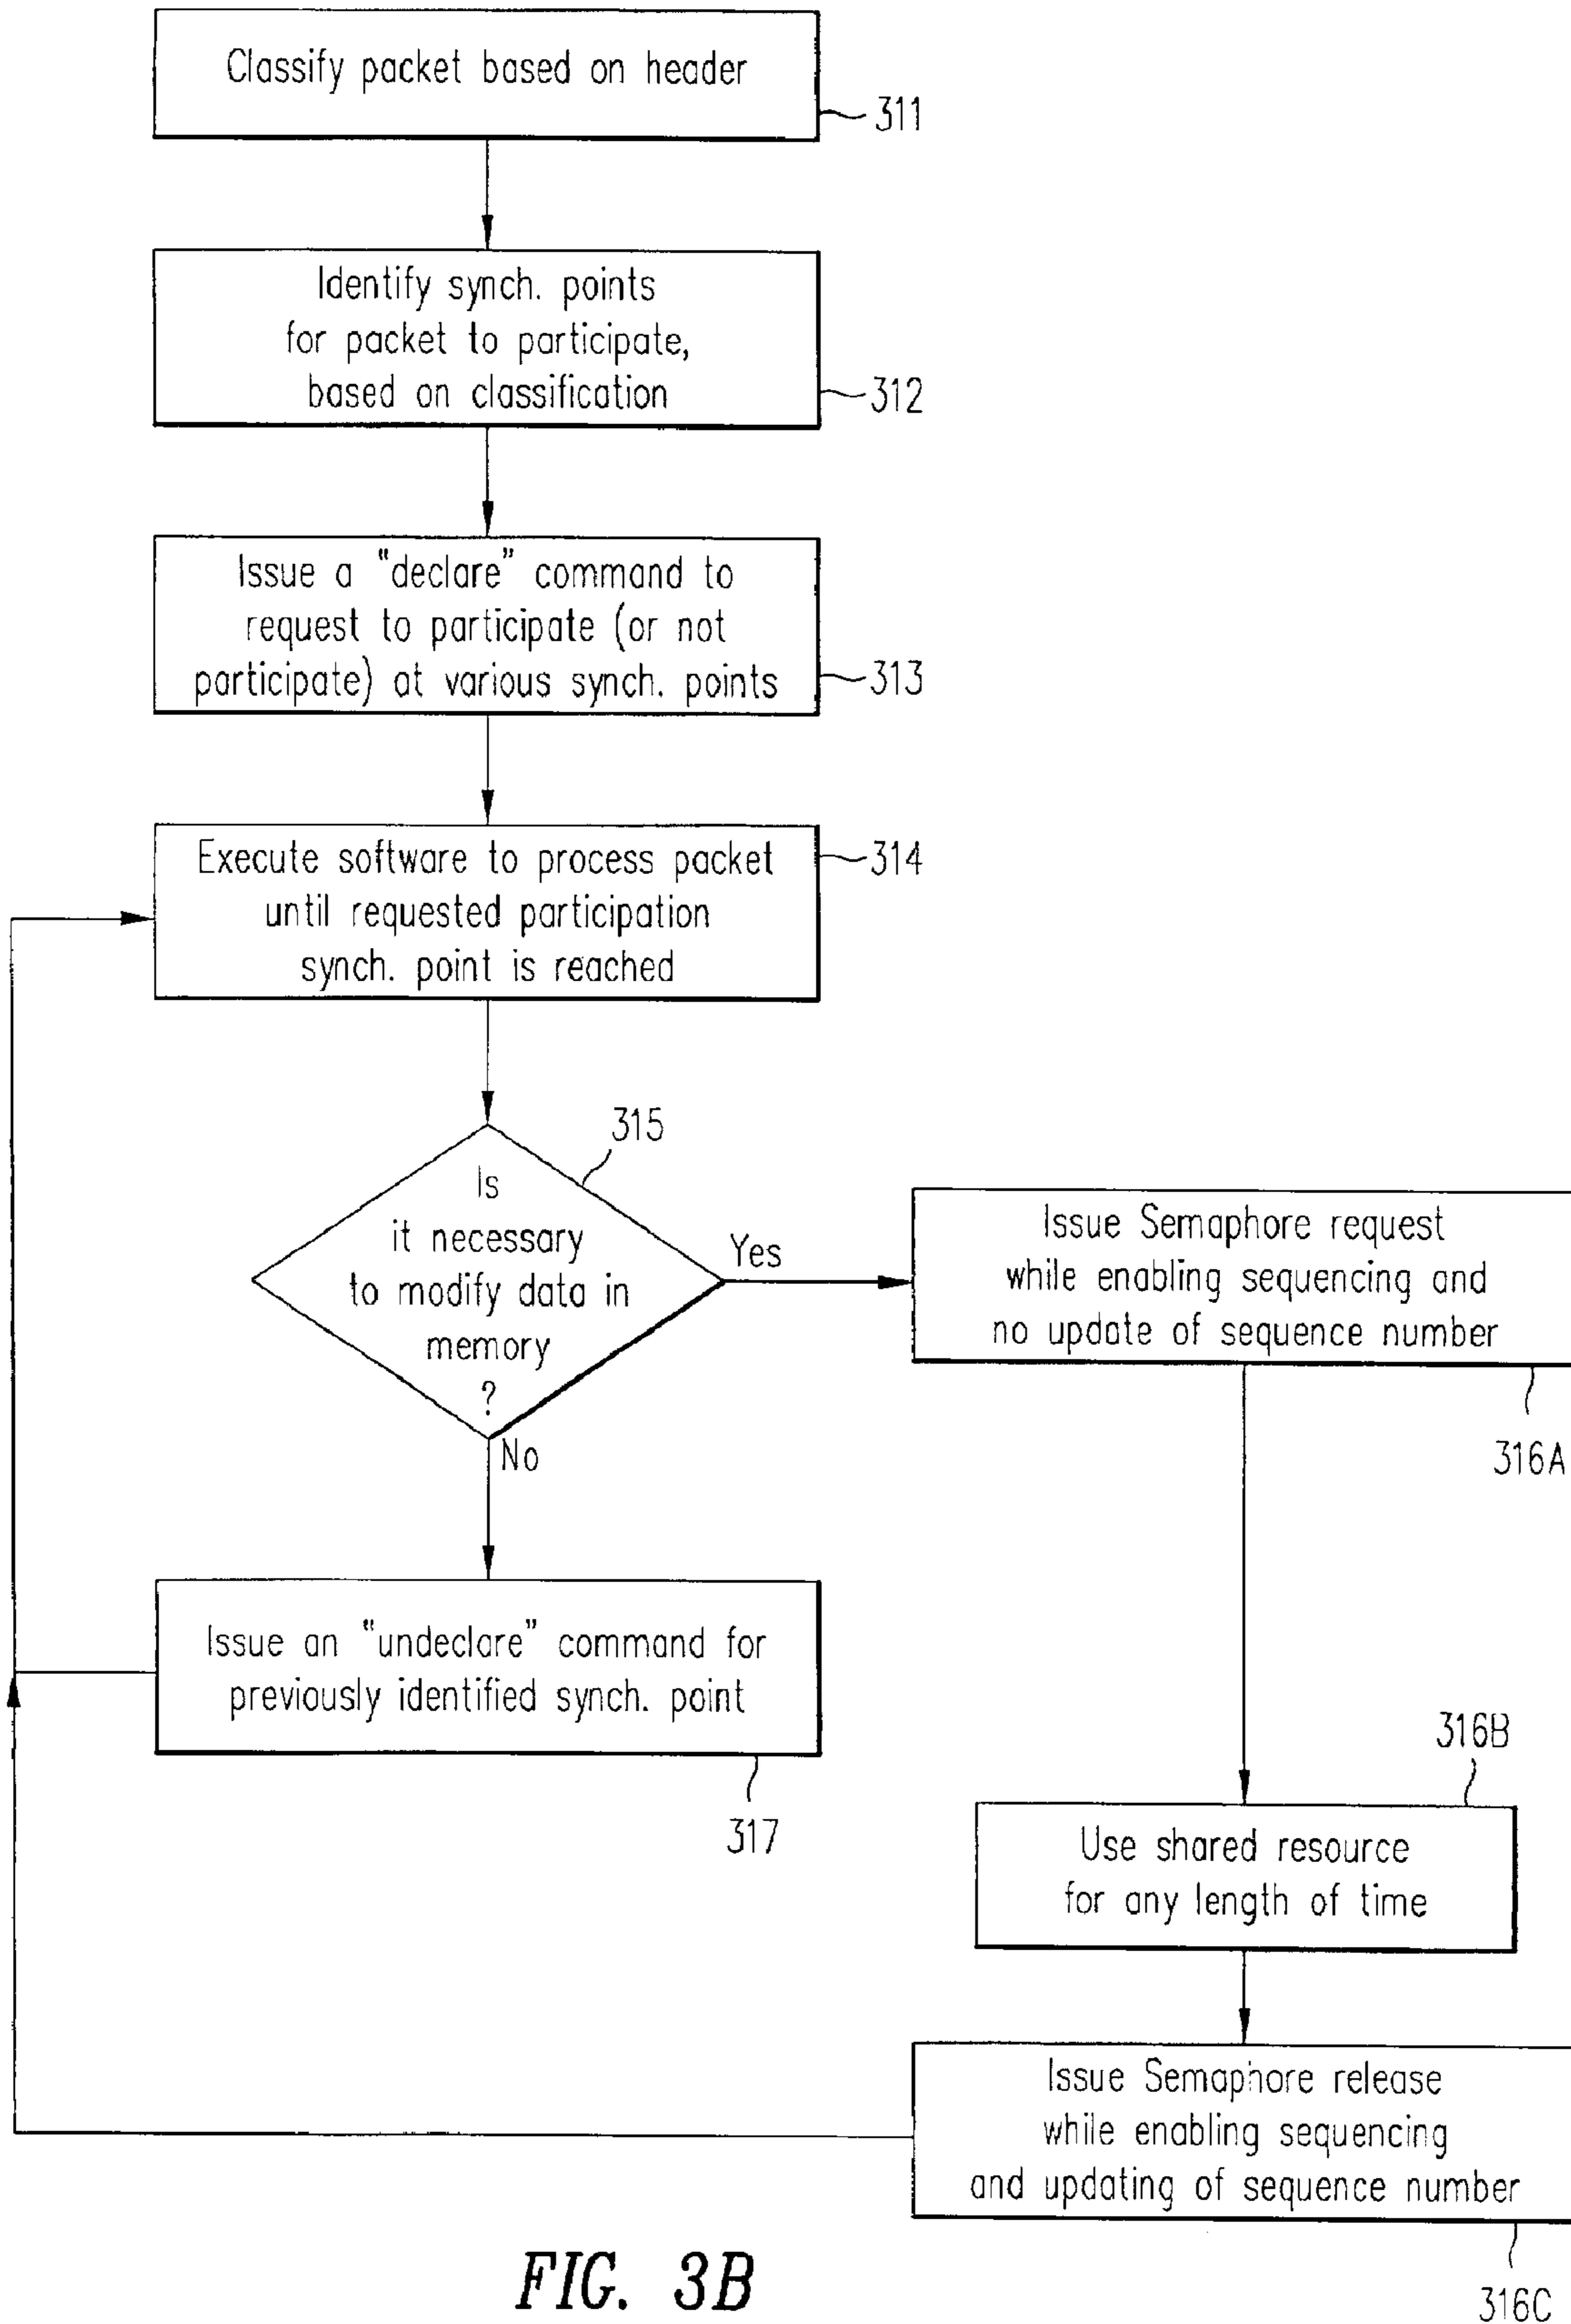 Classify packet based on header
311
Identify synch. points
for packet to participate,
based on classification
312
Issue a "declare" command to
request to participate (or not
participate) at various synch. points
313
Execute software to process packet
until requested participation
synch. point is reached
314
315
Is
it necessary
to modify data in
memory
?
Yes
No
Issue Semaphore request
while enabling sequencing and
no update of sequence number
316A
Issue an "undeclare" command for
previously identified synch. point
317
316B
Use shared resource
for any length of time
Issue Semaphore release
while enabling sequencing
and updating of sequence number
316C
FIG. 3B